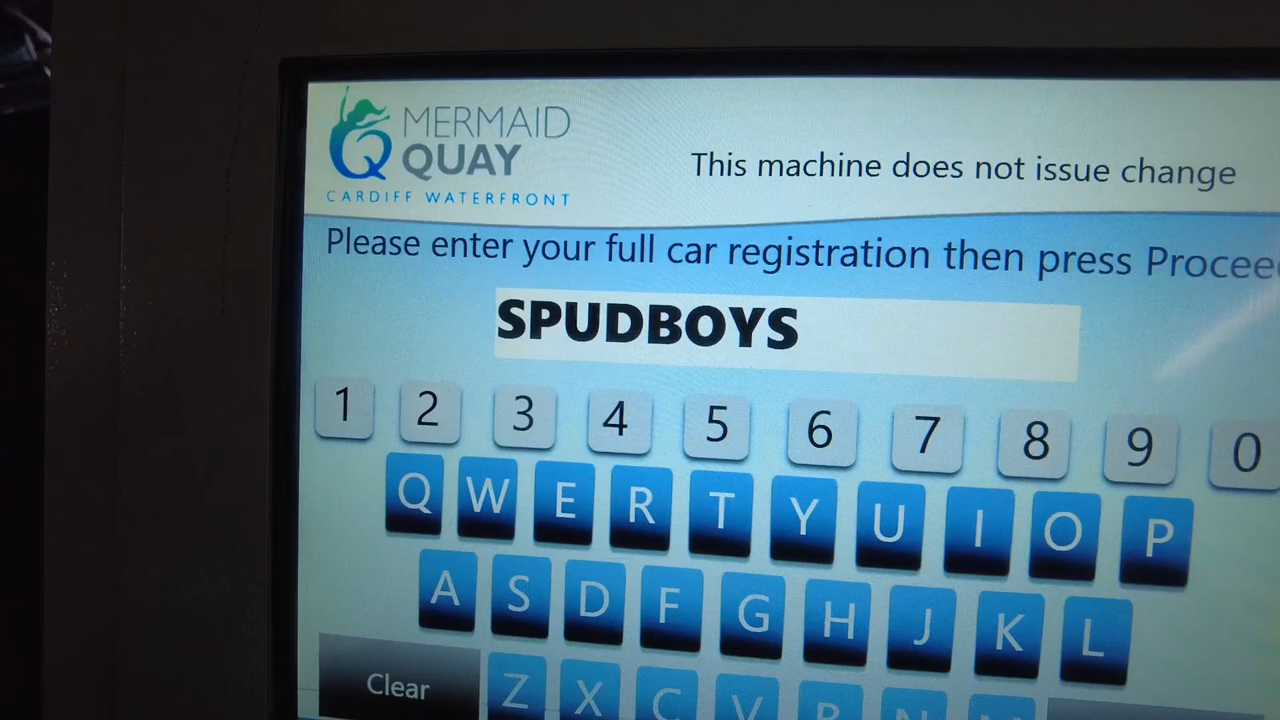 MERMAID
QUAY
CARDIFF WATERFRONT
This machine does not issue change
Please enter your full car registration then press Procee
SPUDBOYS
1 2 3 4 5 6 7 8 9 0
Q W E R T Y U I O P
A S D F G H J K L
Clear Z X C V B N M